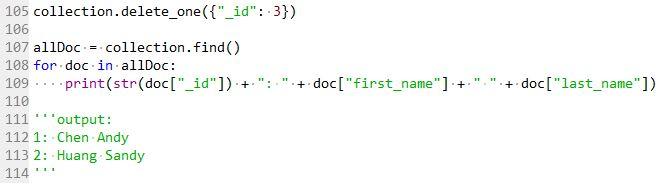 105 collection.delete_one({"_id": 3})
106
107 allDoc = collection.find()
108 for doc in allDoc:
109     print(str(doc["_id"]) + ": " + doc["first_name"] + " " + doc["last_name"])
110
111 '''output:
112 1: Chen Andy
113 2: Huang Sandy
114 '''